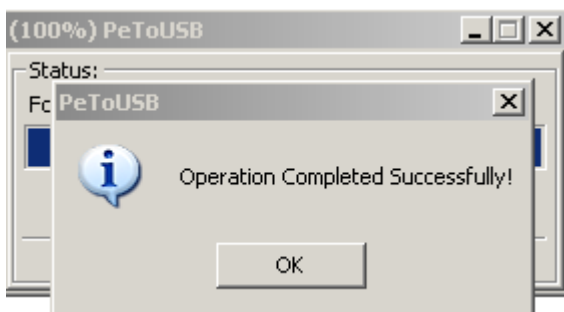 (100%) PeToUSB
Status:
PeToUSB
Operation Completed Successfully!
OK